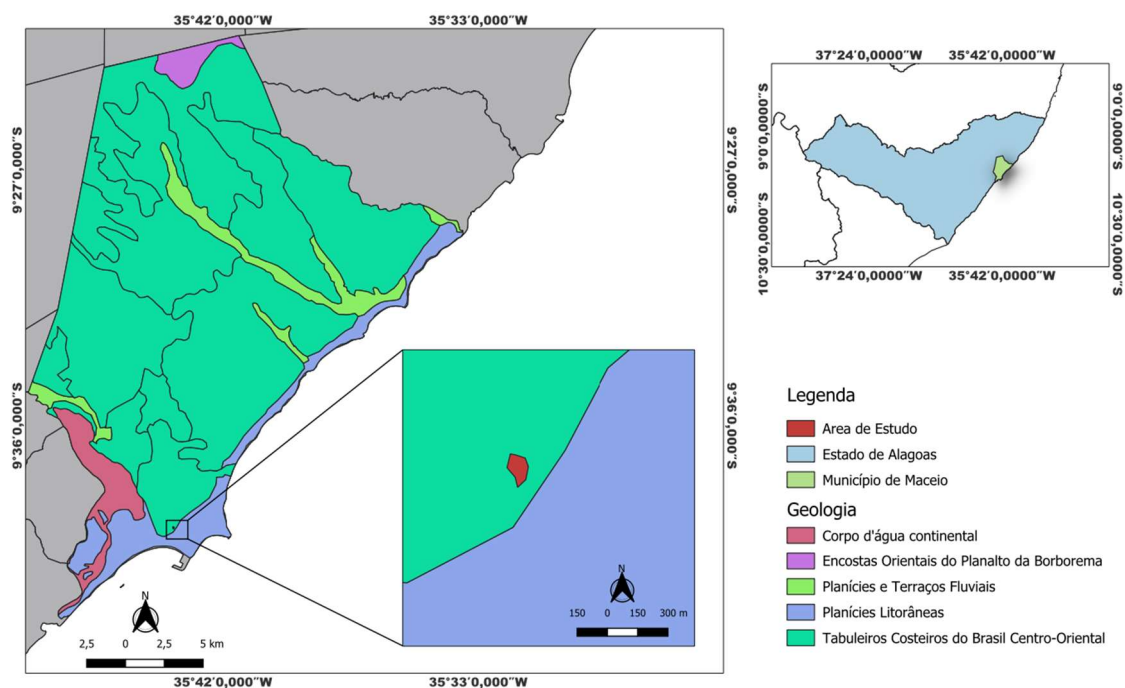 35°42'0,000"W
35°33'0,000"W
9°27'0,000"S
9°36'0,000"S
9°27'0,000"S
9°36'0,000"S
N
2,5 0 2,5 5 km
N
150 0 150 300 m
35°42'0,000"W
35°33'0,000"W
37°24'0,0000"W
35°42'0,0000"W
9°0'0,0000"S
10°30'0,0000"S
9°0'0,0000"S
10°30'0,0000"S
37°24'0,0000"W
35°42'0,0000"W
Legenda
Area de Estudo
Estado de Alagoas
Município de Maceio
Geologia
Corpo d'água continental
Encostas Orientais do Planalto da Borborema
Planícies e Terraços Fluviais
Planícies Litorâneas
Tabuleiros Costeiros do Brasil Centro-Oriental